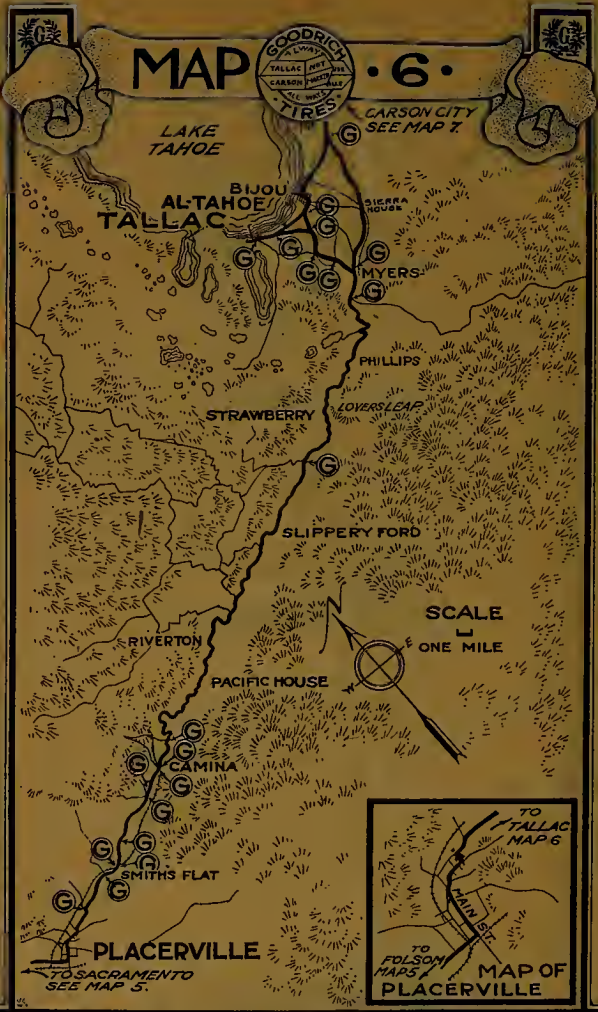 G
G
MAP
GOODRICH
TALLAC
CARSON
TIRES
·6·
CARSON CITY
SEE MAP 7.
G
LAKE
TAHOE
BIJOU
AL-TAHOE
TALLAC
G
SIERRA
HOUSE
G
G
G
G
G
G
MYERS
G
PHILLIPS
STRAWBERRY
LOVERS LEAP
G
SLIPPERY FORD
N
E
W
SCALE
ONE MILE
RIVERTON
PACIFIC HOUSE
G
G
G
CAMINA
G
G
G
G
G
SMITHS FLAT
G
G
PLACERVILLE
TO SACRAMENTO
SEE MAP 5.
TO
TALLAC
MAP 6
MAIN ST.
TO
FOLSOM
MAP 5
MAP OF
PLACERVILLE